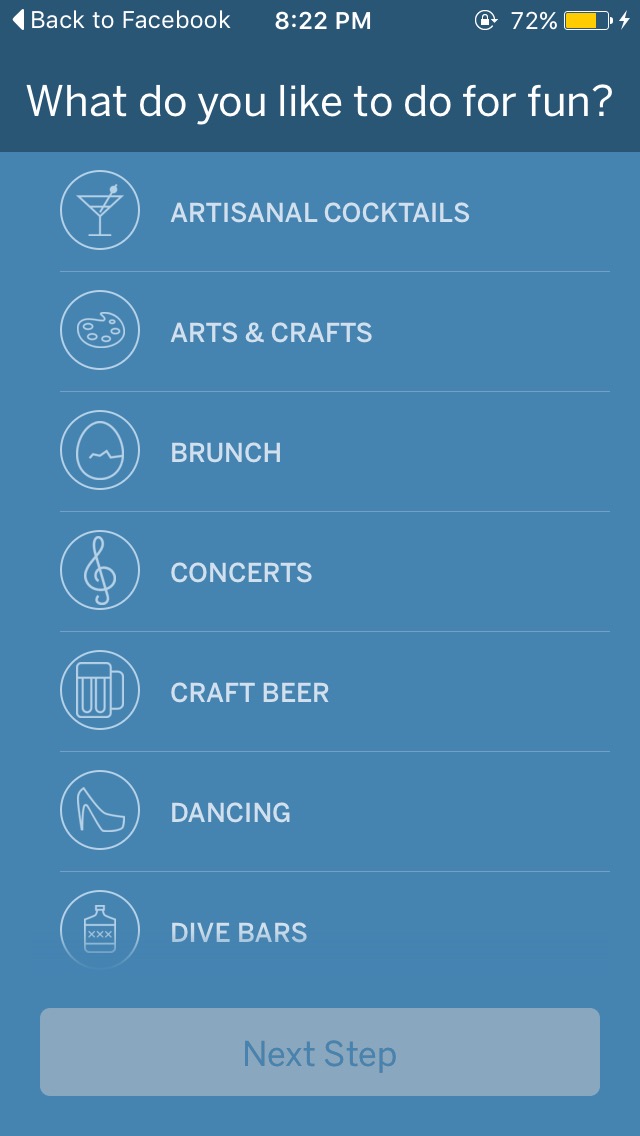 Back to Facebook 8:22 PM 72%
What do you like to do for fun?
ARTISANAL COCKTAILS
ARTS & CRAFTS
BRUNCH
CONCERTS
CRAFT BEER
DANCING
XXX DIVE BARS
Next Step